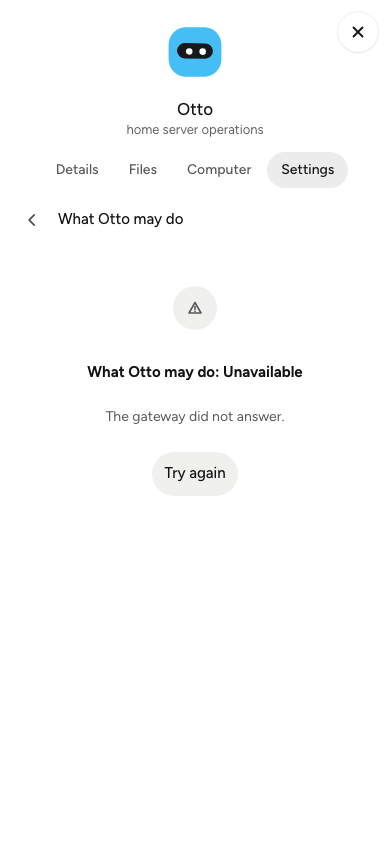 Otto
home server operations
Details Files Computer Settings
What Otto may do
What Otto may do: Unavailable
The gateway did not answer.
Try again